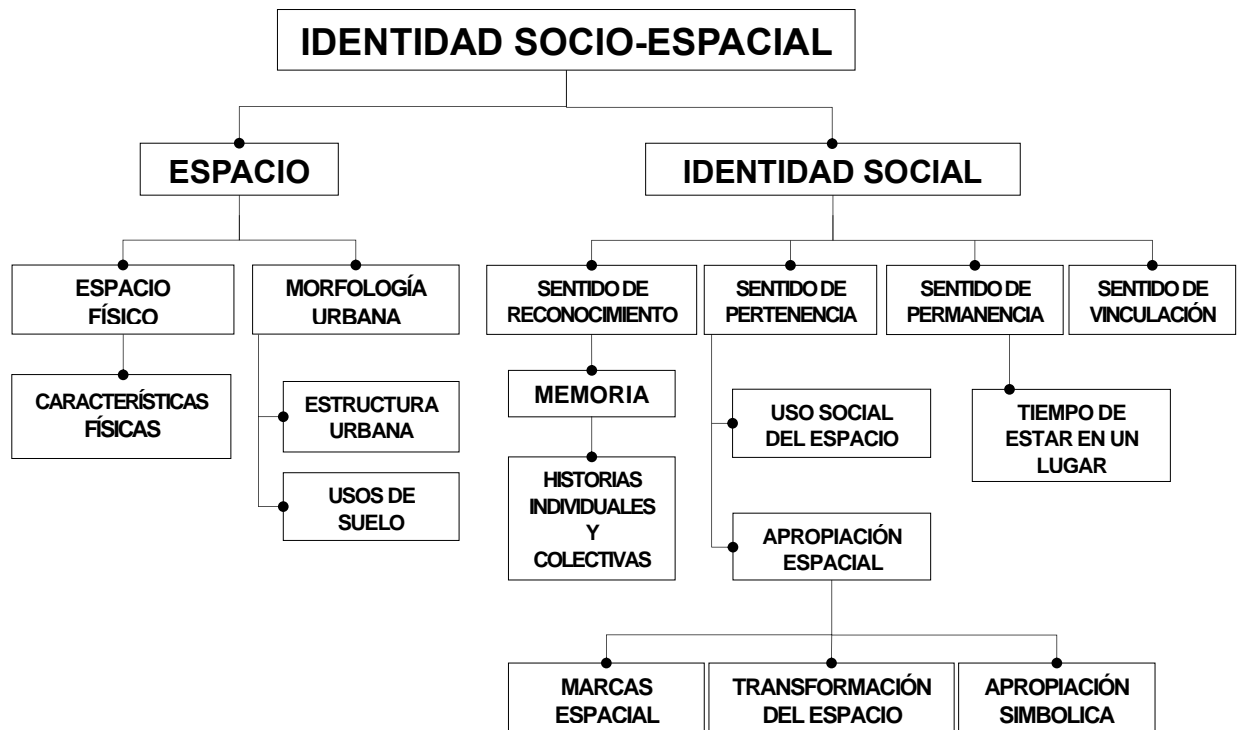 IDENTIDAD SOCIO-ESPACIAL
ESPACIO
IDENTIDAD SOCIAL
ESPACIO
FÍSICO
MORFOLOGÍA
URBANA
SENTIDO DE
RECONOCIMIENTO
SENTIDO DE
PERTENENCIA
SENTIDO DE
PERMANENCIA
SENTIDO DE
VINCULACIÓN
CARACTERÍSTICAS
FÍSICAS
ESTRUCTURA
URBANA
USOS DE
SUELO
MEMORIA
HISTORIAS
INDIVIDUALES
Y
COLECTIVAS
USO SOCIAL
DEL ESPACIO
APROPIACIÓN
ESPACIAL
TIEMPO DE
ESTAR EN UN
LUGAR
MARCAS
ESPACIAL
TRANSFORMACIÓN
DEL ESPACIO
APROPIACIÓN
SIMBOLICA